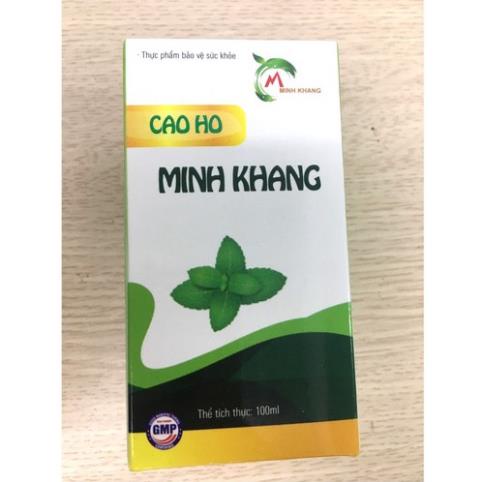 · Thực phẩm bảo vệ sức khỏe
M
MINH KHANG
CAO HO
MINH KHANG
GMP
Thể tích thực: 100ml